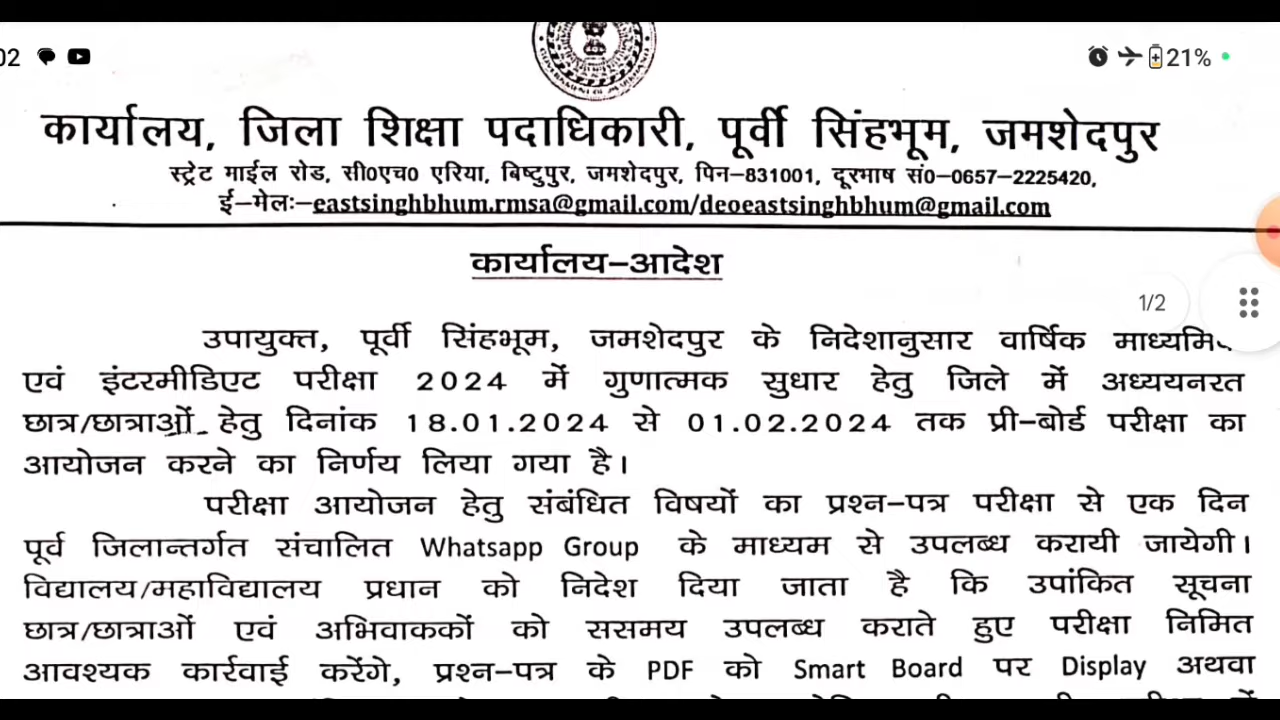 02
21%
कार्यालय, जिला शिक्षा पदाधिकारी, पूर्वी सिंहभूम, जमशेदपुर
स्ट्रेट माईल रोड, सी0एच0 एरिया, बिष्टुपुर, जमशेदपुर, पिन–831001, दूरभाष सं0–0657–2225420,
ई–मेलः–eastsinghbhum.rmsa@gmail.com/deoeastsinghbhum@gmail.com
कार्यालय–आदेश
1/2
उपायुक्त, पूर्वी सिंहभूम, जमशेदपुर के निदेशानुसार वार्षिक माध्यमिक
एवं इंटरमीडिएट परीक्षा 2024 में गुणात्मक सुधार हेतु जिले में अध्ययनरत
छात्र/छात्राओं हेतु दिनांक 18.01.2024 से 01.02.2024 तक प्री–बोर्ड परीक्षा का
आयोजन करने का निर्णय लिया गया है।
परीक्षा आयोजन हेतु संबंधित विषयों का प्रश्न–पत्र परीक्षा से एक दिन
पूर्व जिलान्तर्गत संचालित Whatsapp Group के माध्यम से उपलब्ध करायी जायेगी।
विद्यालय/महाविद्यालय प्रधान को निदेश दिया जाता है कि उपांकित सूचना
छात्र/छात्राओं एवं अभिवाककों को ससमय उपलब्ध कराते हुए परीक्षा निमित
आवश्यक कार्रवाई करेंगे, प्रश्न–पत्र के PDF को Smart Board पर Display अथवा